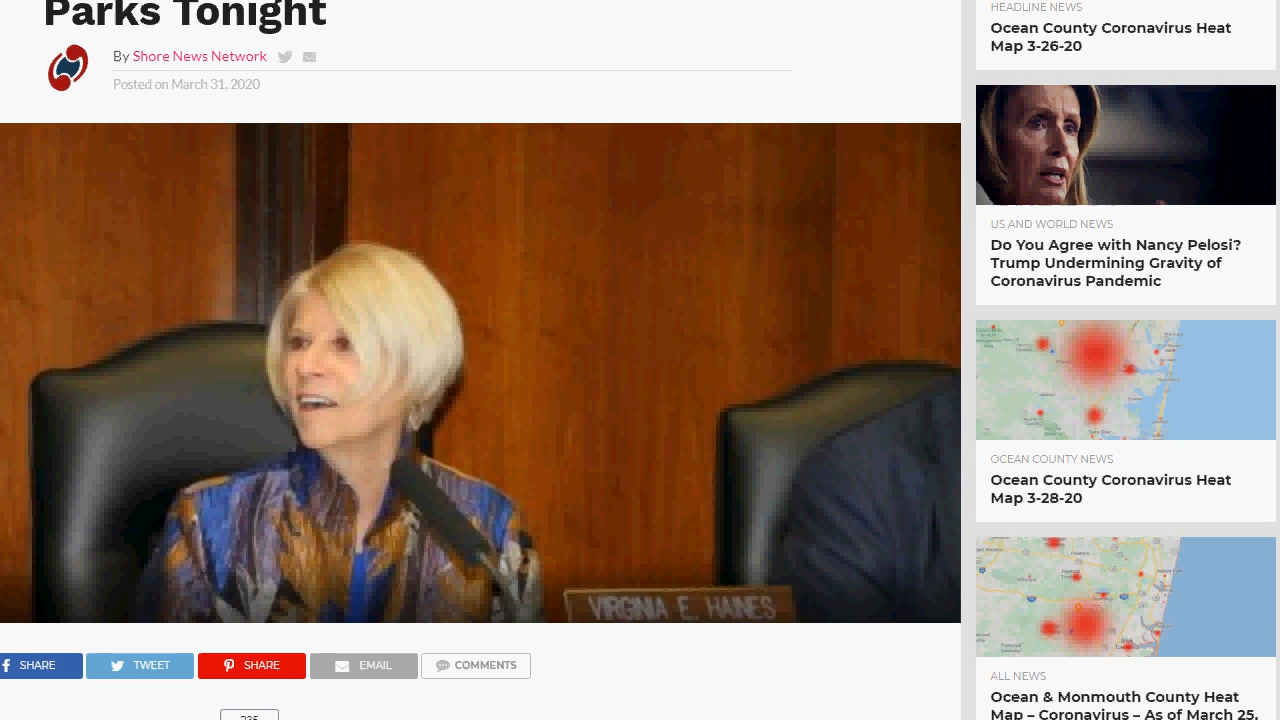 Parks Tonight
By Shore News Network
Posted on March 31, 2020
VIRGINIA E. HAINES
SHARE
TWEET
SHARE
EMAIL
COMMENTS
235
HEADLINE NEWS
Ocean County Coronavirus Heat
Map 3-26-20
US AND WORLD NEWS
Do You Agree with Nancy Pelosi?
Trump Undermining Gravity of
Coronavirus Pandemic
OCEAN COUNTY NEWS
Ocean County Coronavirus Heat
Map 3-28-20
ALL NEWS
Ocean & Monmouth County Heat
Map – Coronavirus – As of March 25,